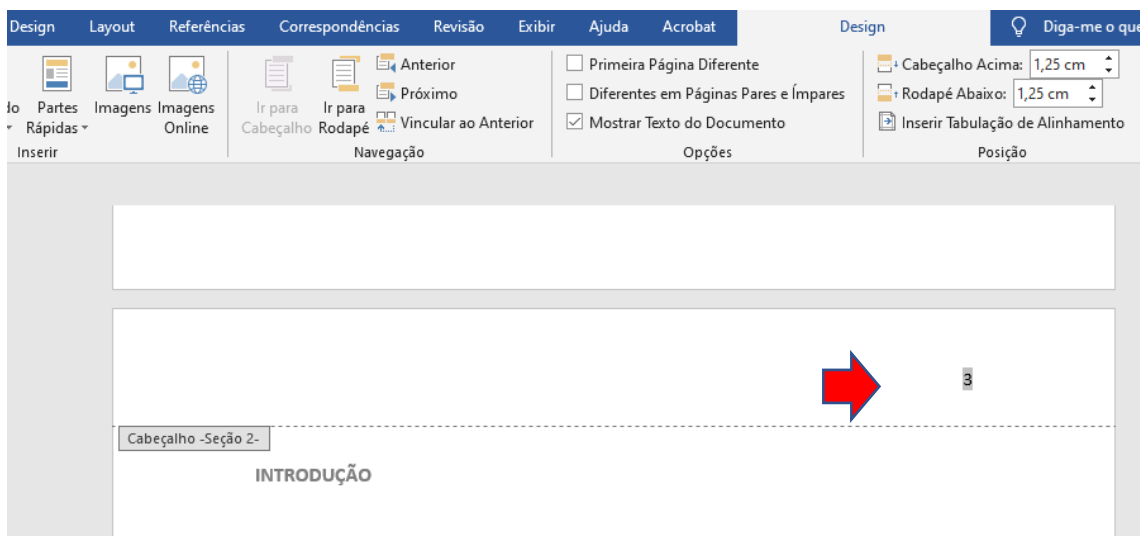 Design Layout Referências Correspondências Revisão Exibir Ajuda Acrobat Design Diga-me o que
do Partes Rápidas Imagens Imagens Online Ir para Cabeçalho Ir para Rodapé Anterior Próximo Vincular ao Anterior
Inserir Navegação
Primeira Página Diferente
Diferentes em Páginas Pares e Ímpares
Mostrar Texto do Documento
Opções
Cabeçalho Acima: 1,25 cm
Rodapé Abaixo: 1,25 cm
Inserir Tabulação de Alinhamento
Posição
3
Cabeçalho -Seção 2-
INTRODUÇÃO